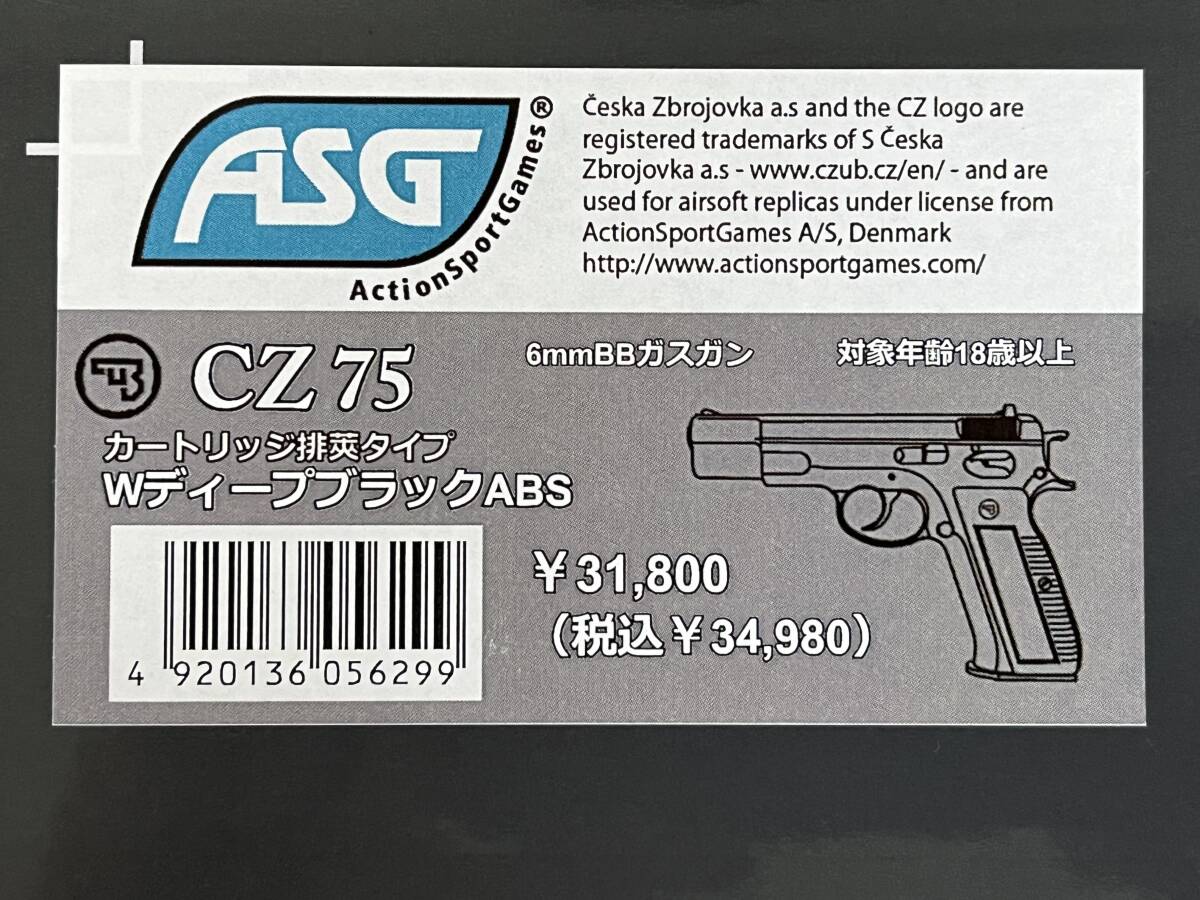 ASG®
ActionSportGames
Česka Zbrojovka a.s and the CZ logo are
registered trademarks of S Česka
Zbrojovka a.s - www.czub.cz/en/ - and are
used for airsoft replicas under license from
ActionSportGames A/S, Denmark
http://www.actionsportgames.com/
CZ 75
6mmBBガスガン
対象年齢18歳以上
カートリッジ排莢タイプ
WディープブラックABS
￥31,800
（税込￥34,980）
4 920136 056299